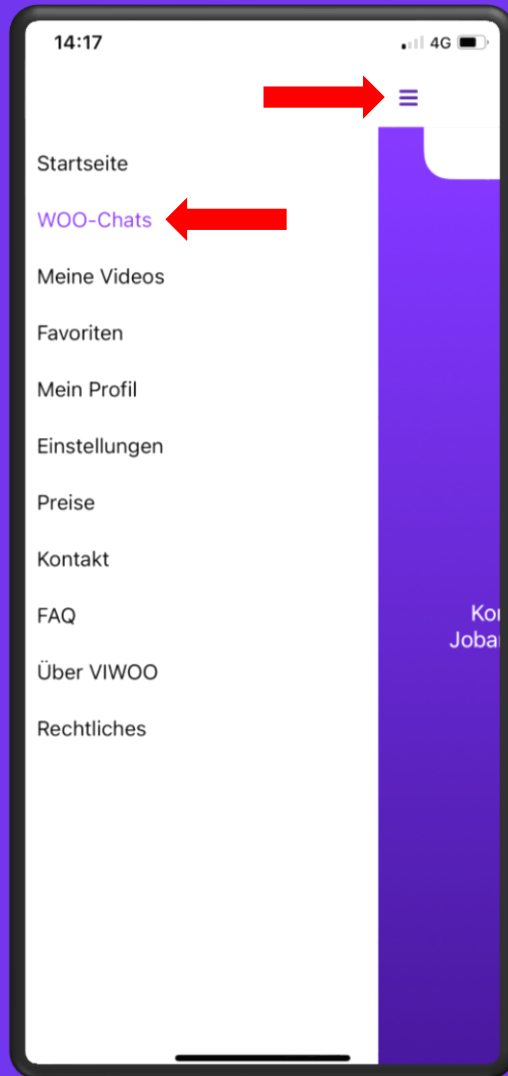 14:17
4G
Startseite
WOO-Chats
Meine Videos
Favoriten
Mein Profil
Einstellungen
Preise
Kontakt
FAQ
Über VIWOO
Rechtliches